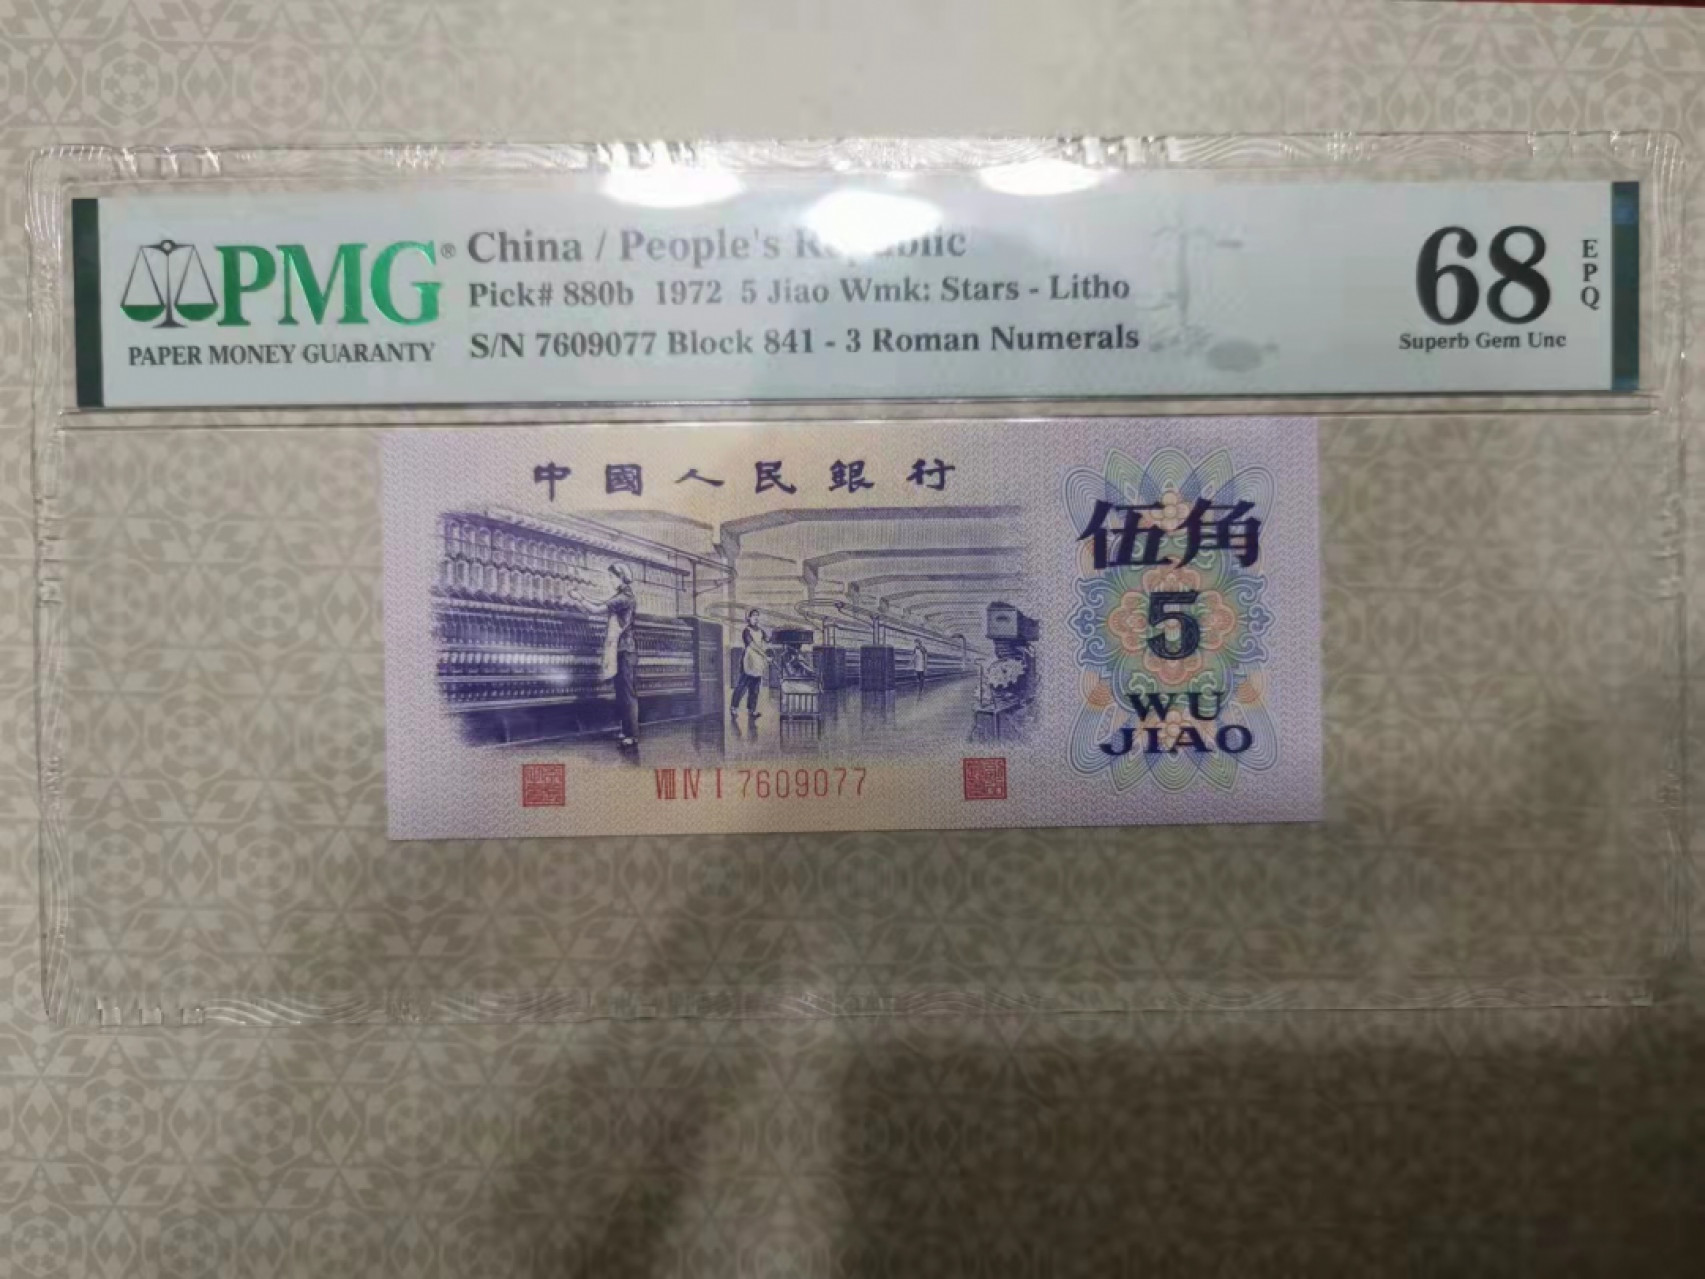 PMG®
PAPER MONEY GUARANTY
China / People's Republic
Pick# 880b 1972 5 Jiao Wmk: Stars - Litho
S/N 7609077 Block 841 - 3 Roman Numerals
68
EPQ
Superb Gem Unc
中國人民銀行
伍角
5
WU
JIAO
ⅧⅣⅠ 7609077